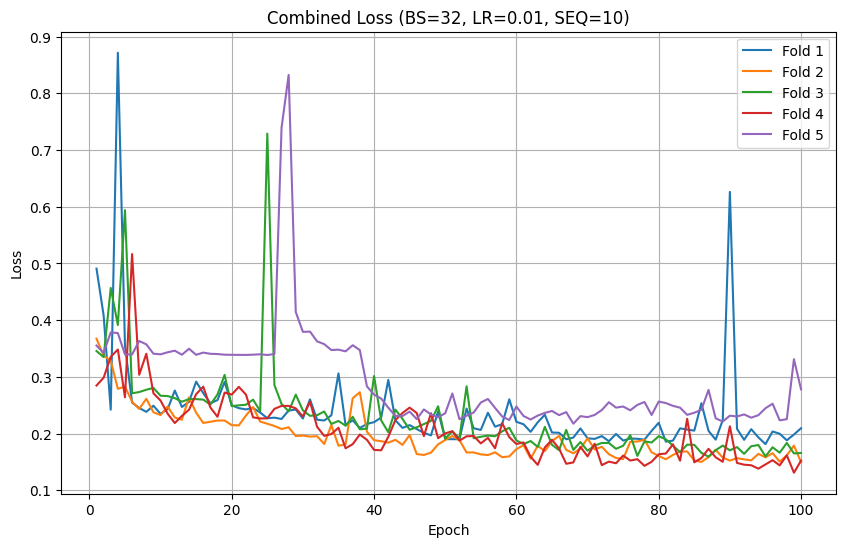 Combined Loss (BS=32, LR=0.01, SEQ=10)
Fold 1
Fold 2
Fold 3
Fold 4
Fold 5
Loss
0.9
0.8
0.7
0.6
0.5
0.4
0.3
0.2
0.1
0 20 40 60 80 100
Epoch